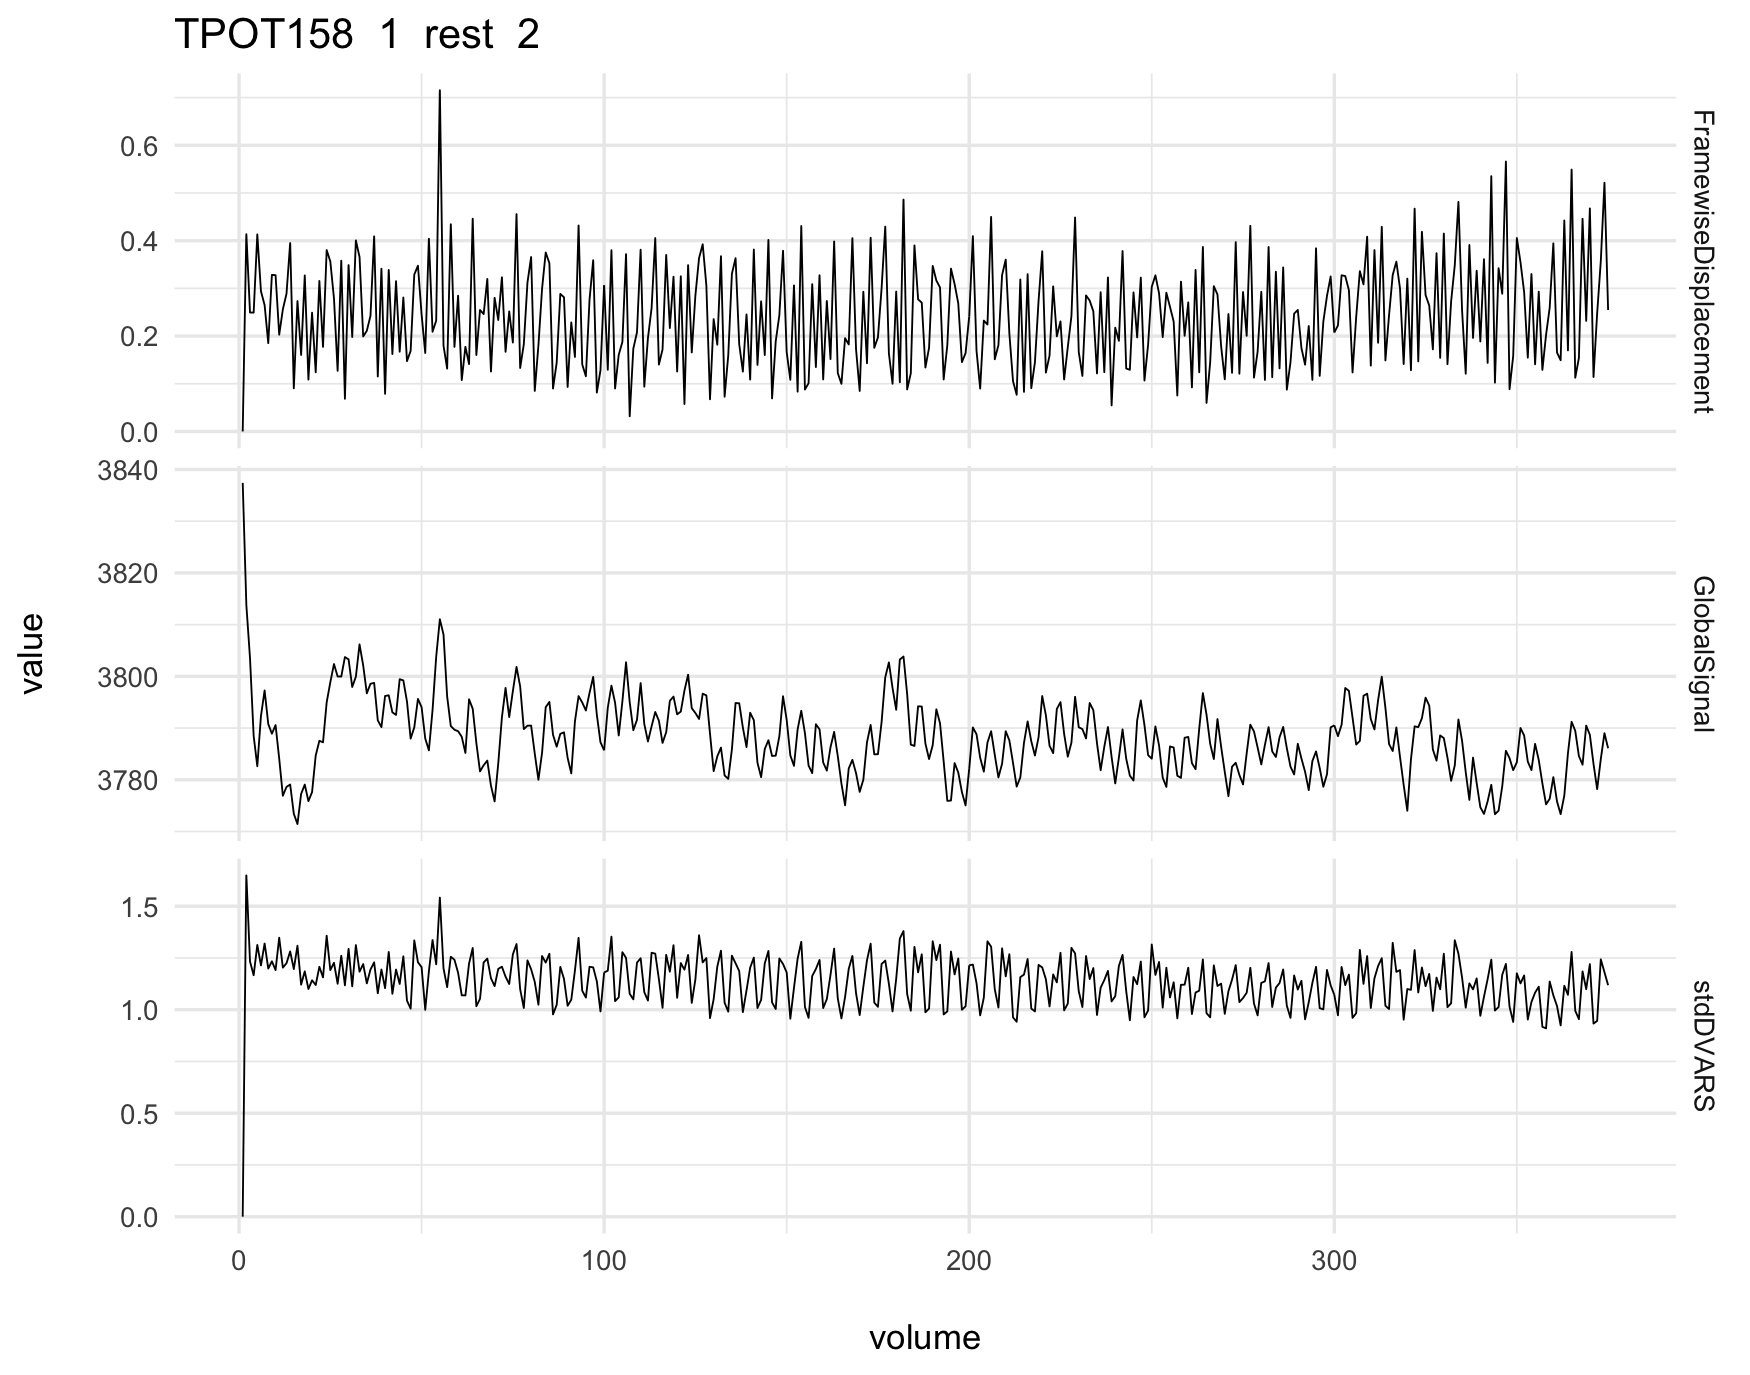 TPOT158 1 rest 2
FramewiseDisplacement
0.6
0.4
0.2
0.0
GlobalSignal
3840
3820
3800
3780
value
stdDVARS
1.5
1.0
0.5
0.0
0 100 200 300
volume